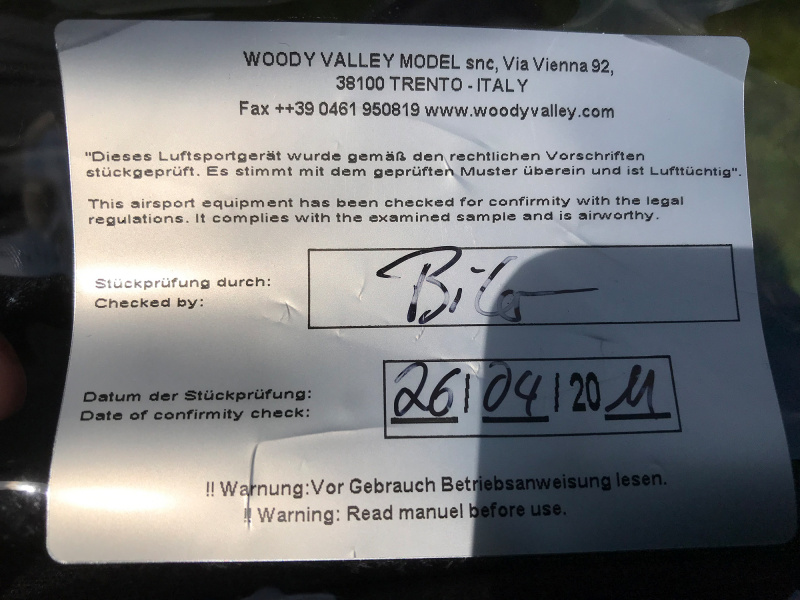 WOODY VALLEY MODEL snc, Via Vienna 92,
38100 TRENTO - ITALY
Fax ++39 0461 950819 www.woodyvalley.com
"Dieses Luftsportgerät wurde gemäß den rechtlichen Vorschriften
stückgeprüft. Es stimmt mit dem geprüften Muster überein und ist Lufttüchtig".
This airsport equipment has been checked for confirmity with the legal
regulations. It complies with the examined sample and is airworthy.
Stückprüfung durch:
Checked by:
Datum der Stückprüfung:
Date of confirmity check:
26 | 04 | 20 11
!! Warnung:Vor Gebrauch Betriebsanweisung lesen.
!! Warning: Read manuel before use.